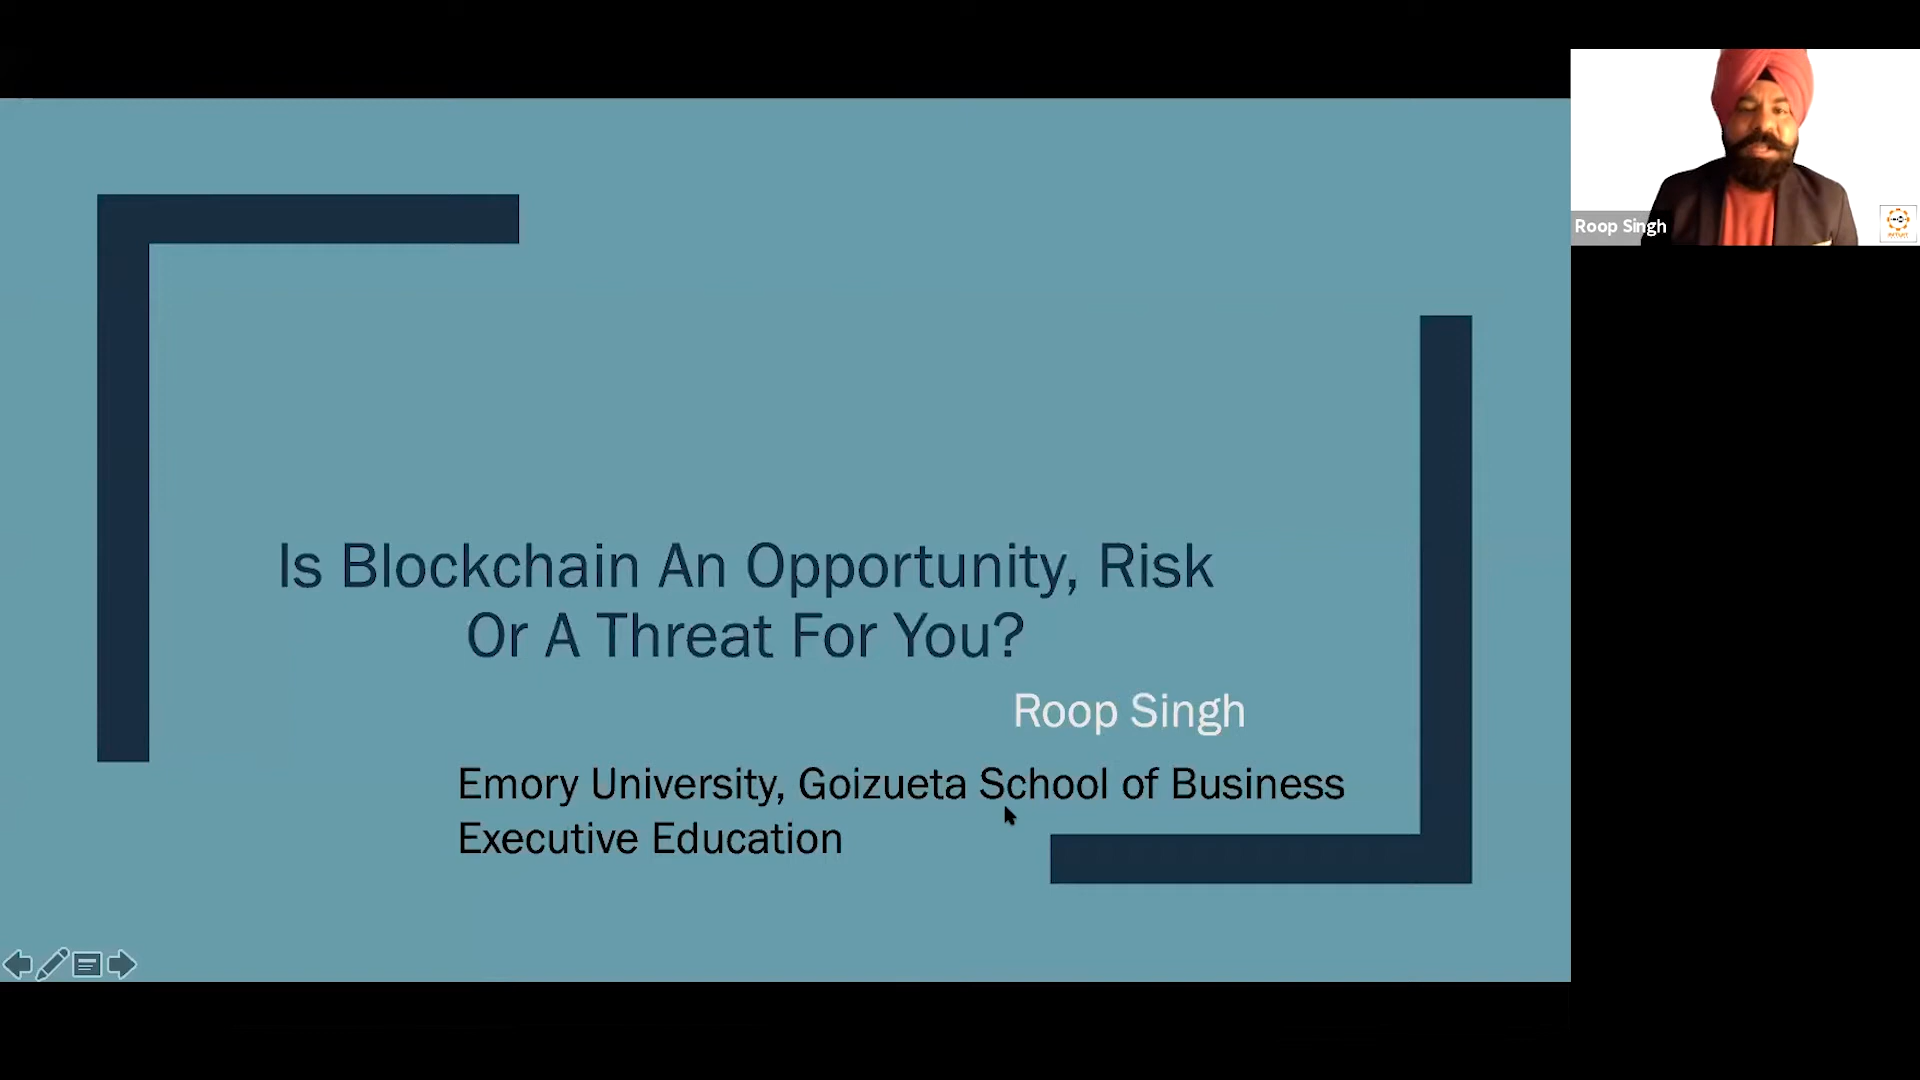 Is Blockchain An Opportunity, Risk
Or A Threat For You?
Roop Singh
Emory University, Goizueta School of Business
Executive Education
Roop Singh